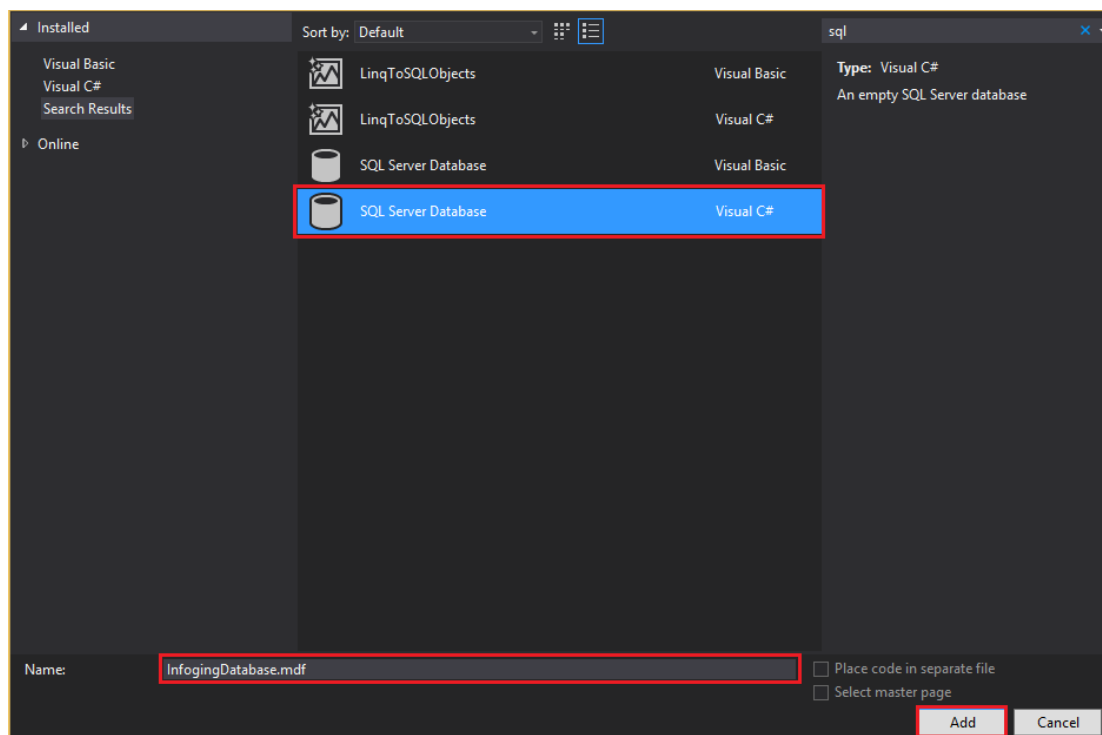 Installed
Visual Basic
Visual C#
Search Results
Online
Sort by: Default
LinqToSQLObjects Visual Basic
LinqToSQLObjects Visual C#
SQL Server Database Visual Basic
SQL Server Database Visual C#
sql
Type: Visual C#
An empty SQL Server database
Name: InfogingDatabase.mdf
Place code in separate file
Select master page
Add Cancel